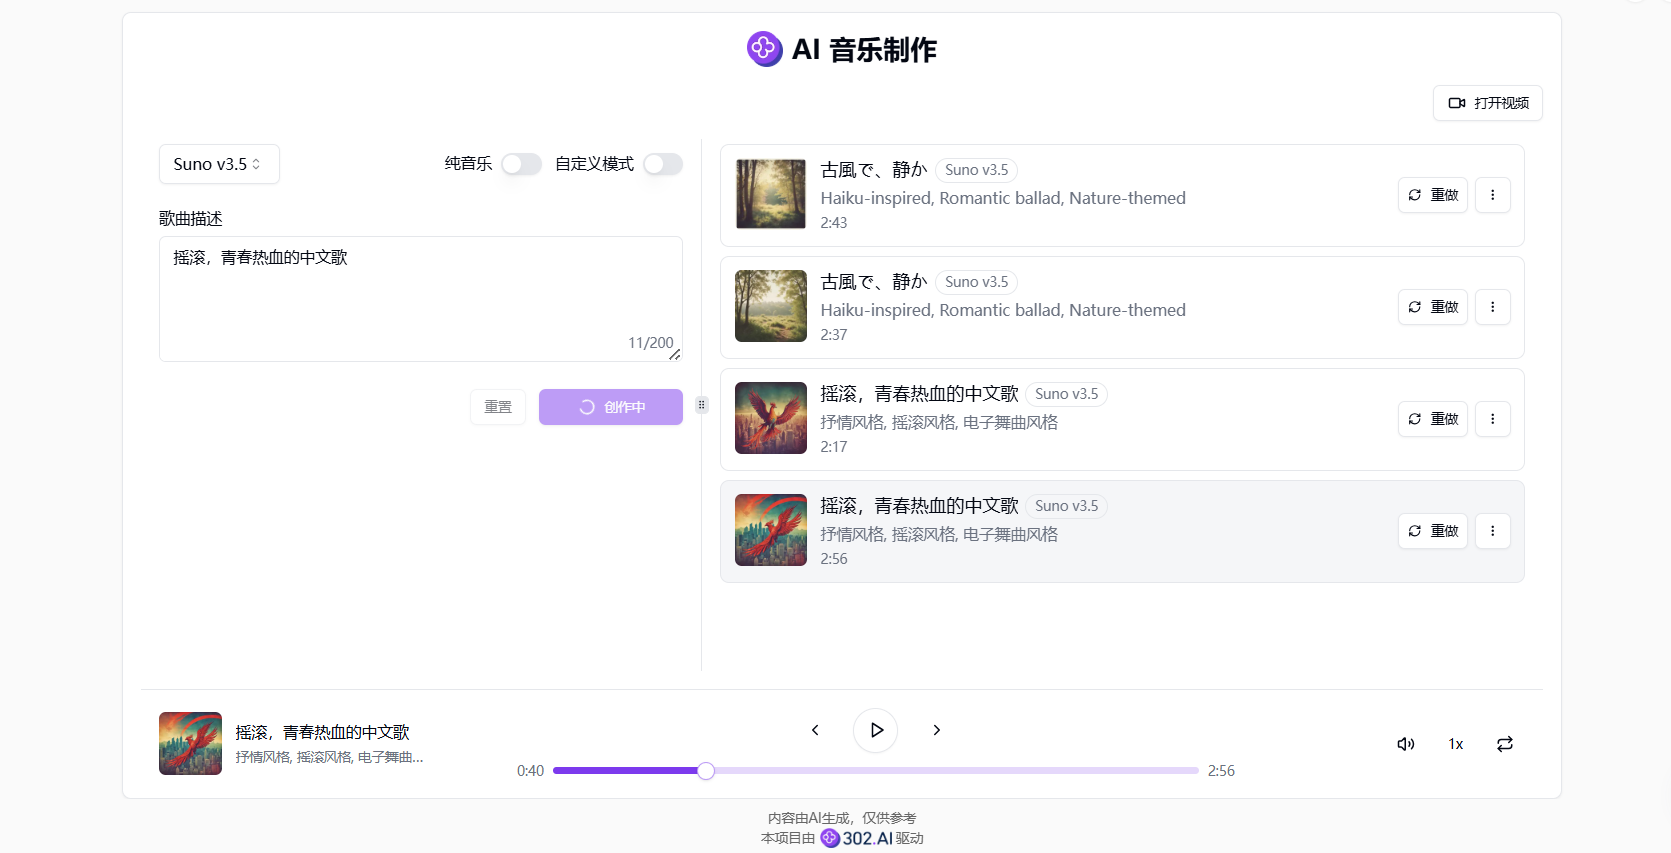 AI 音乐制作
打开视频
Suno v3.5
纯音乐
自定义模式
歌曲描述
摇滚，青春热血的中文歌
11/200
重置
创作中
古風で、静か
Suno v3.5
Haiku-inspired, Romantic ballad, Nature-themed
2:43
重做
古風で、静か
Suno v3.5
Haiku-inspired, Romantic ballad, Nature-themed
2:37
重做
摇滚，青春热血的中文歌
Suno v3.5
抒情风格, 摇滚风格, 电子舞曲风格
2:17
重做
摇滚，青春热血的中文歌
Suno v3.5
抒情风格, 摇滚风格, 电子舞曲风格
2:56
重做
摇滚，青春热血的中文歌
抒情风格, 摇滚风格, 电子舞曲...
0:40
2:56
1x
内容由AI生成，仅供参考
本项目由 302.AI 驱动